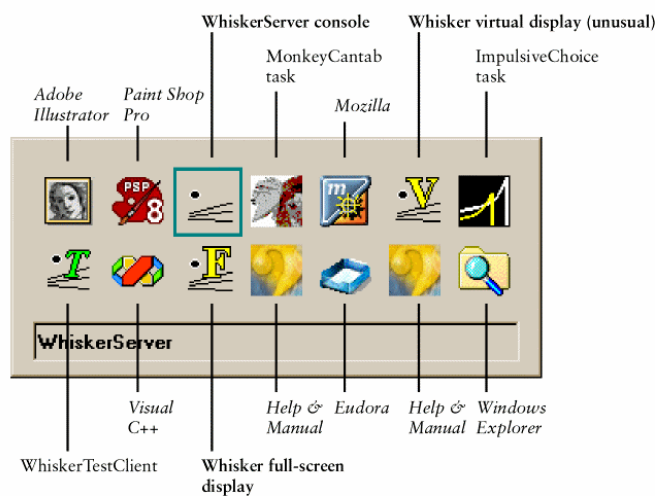 WhiskerServer console
Whisker virtual display (unusual)
MonkeyCantab
task
ImpulsiveChoice
task
Adobe
Illustrator
Paint Shop
Pro
Mozilla
PSP
8
m
V
T
F
WhiskerServer
Visual
C++
Help &
Manual
Eudora
Help &
Manual
Windows
Explorer
WhiskerTestClient
Whisker full-screen
display